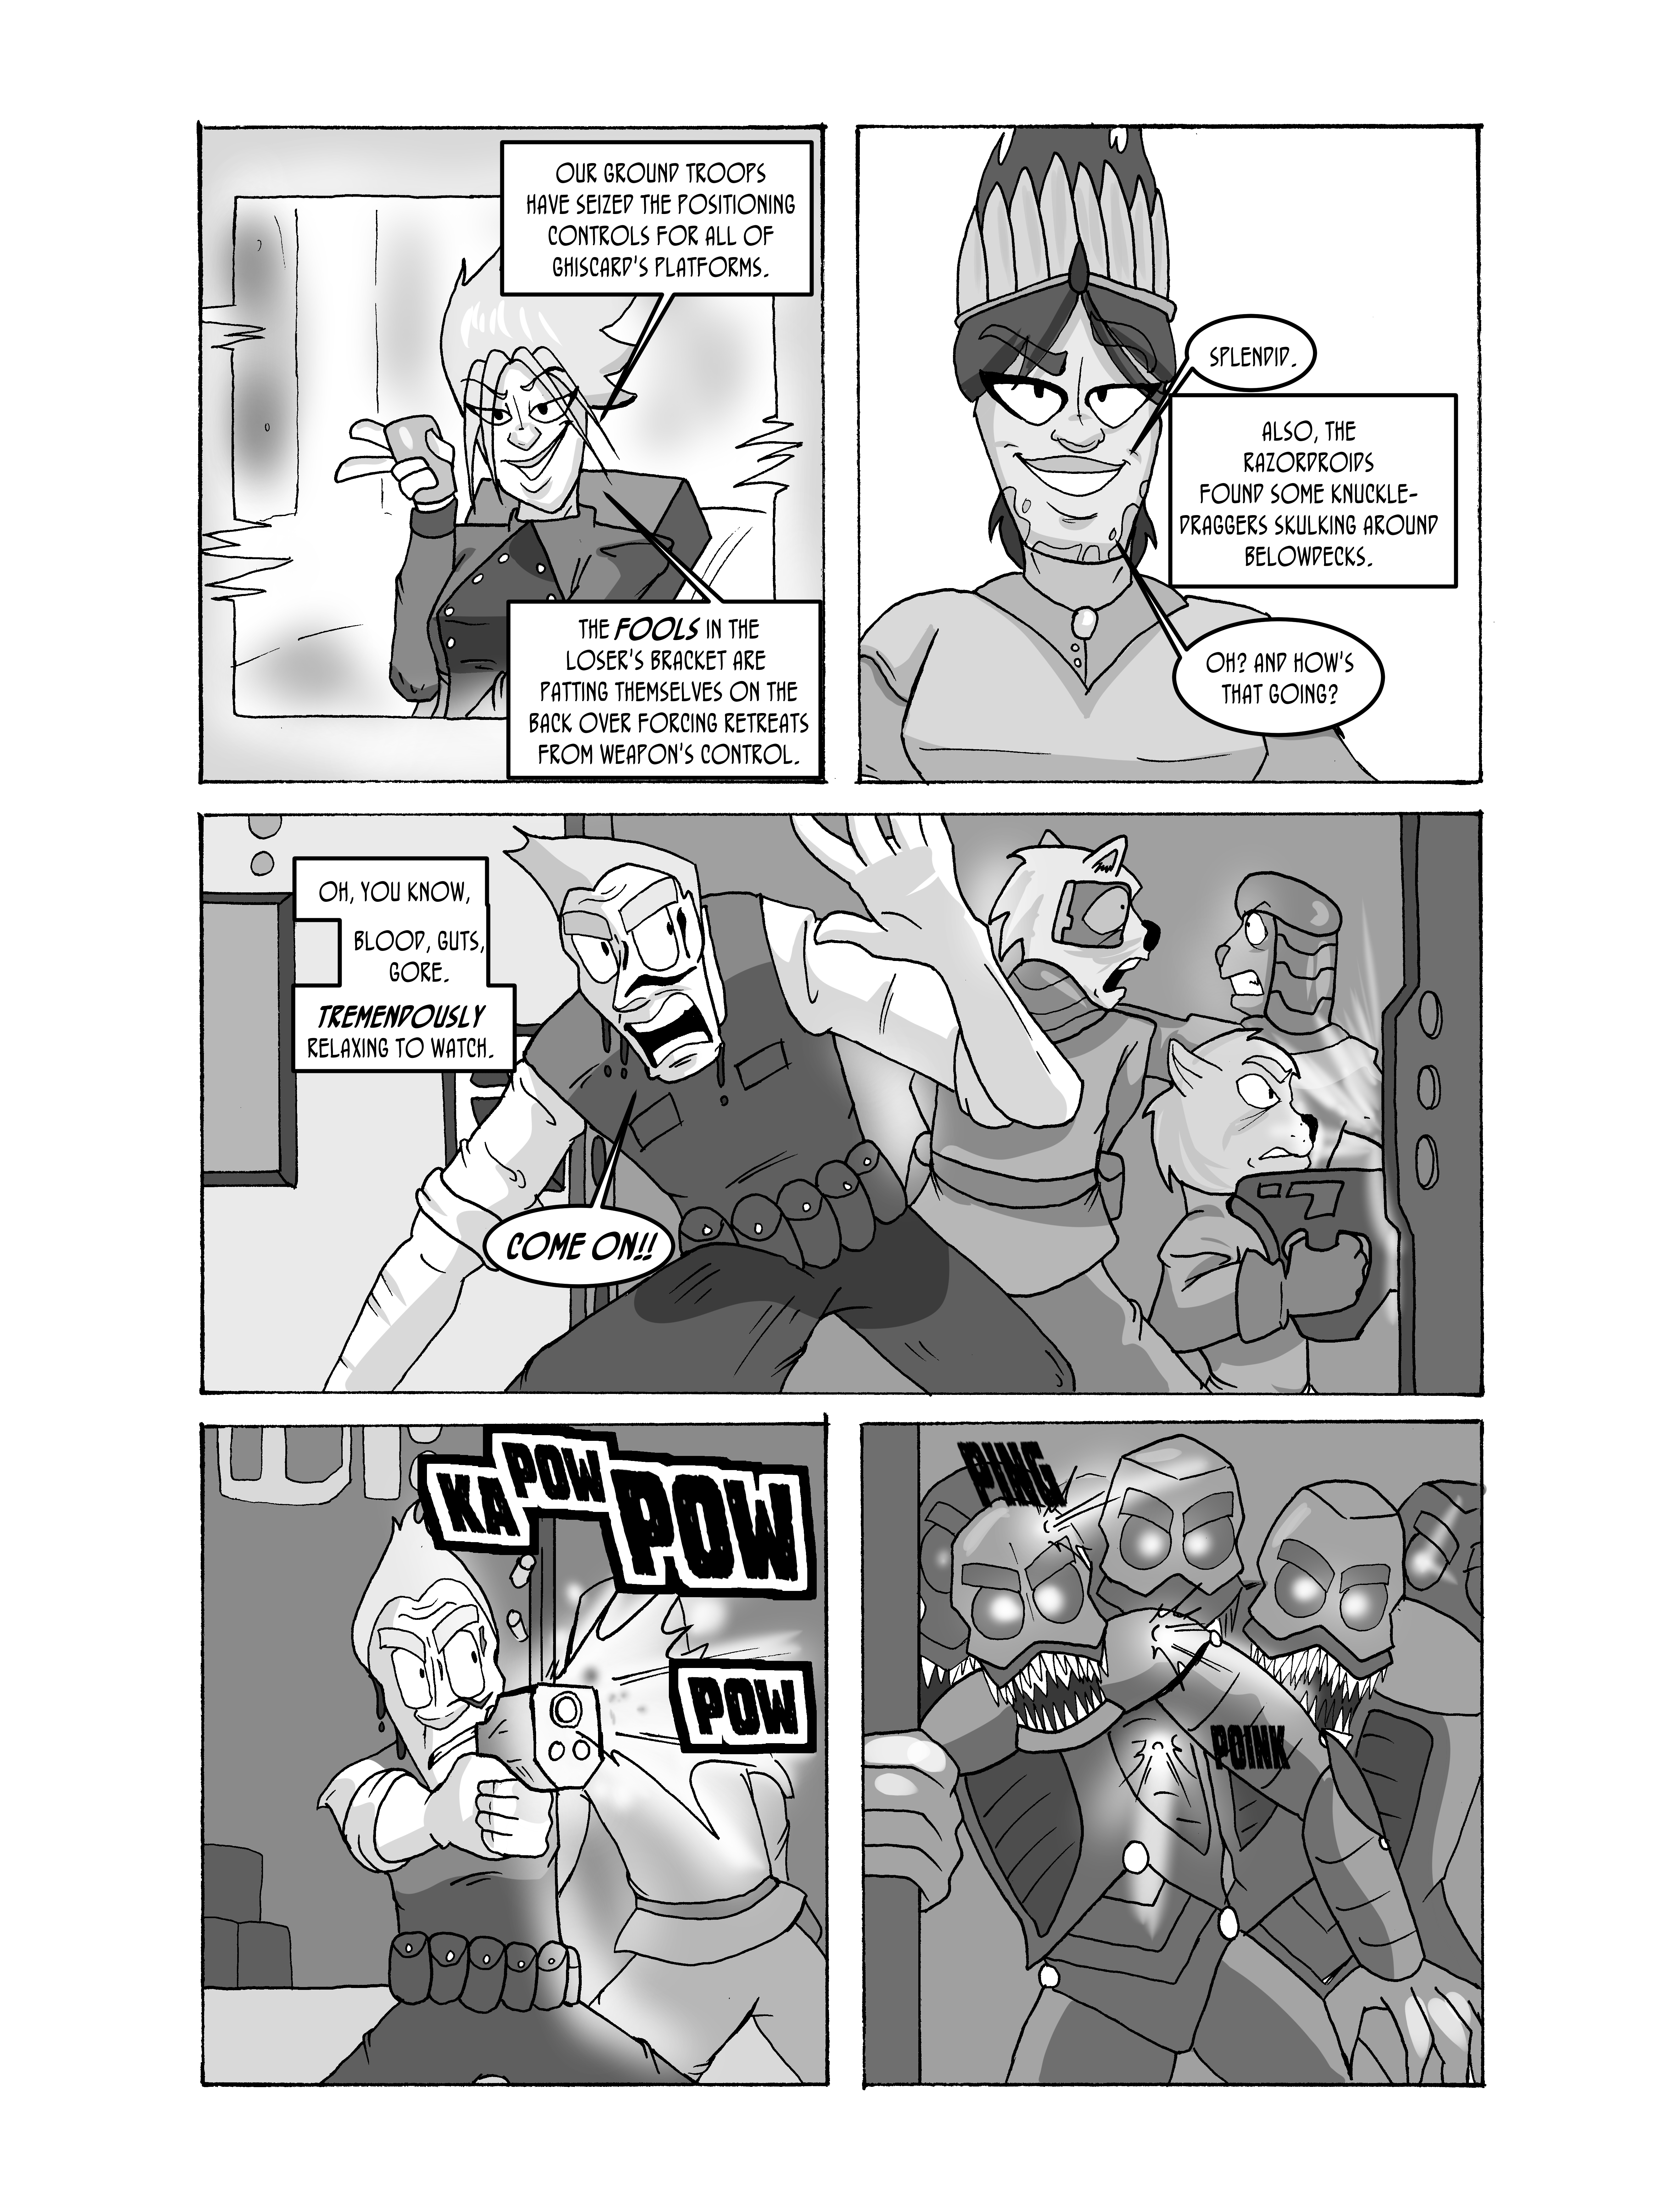 OUR GROUND TROOPS
HAVE SEIZED THE POSITIONING
CONTROLS FOR ALL OF
GHISCARD'S PLATFORMS.
THE FOOLS IN THE
LOSER'S BRACKET ARE
PATTING THEMSELVES ON THE
BACK OVER FORCING RETREATS
FROM WEAPON'S CONTROL.
SPLENDID.
ALSO, THE
RAZORDROIDS
FOUND SOME KNUCKLE-
DRAGGERS SKULKING AROUND
BELOWDECKS.
OH? AND HOW'S
THAT GOING?
OH, YOU KNOW,
BLOOD, GUTS,
GORE.
TREMENDOUSLY
RELAXING TO WATCH.
COME ON!!
KA
POW
POW
POW
PING
POINK